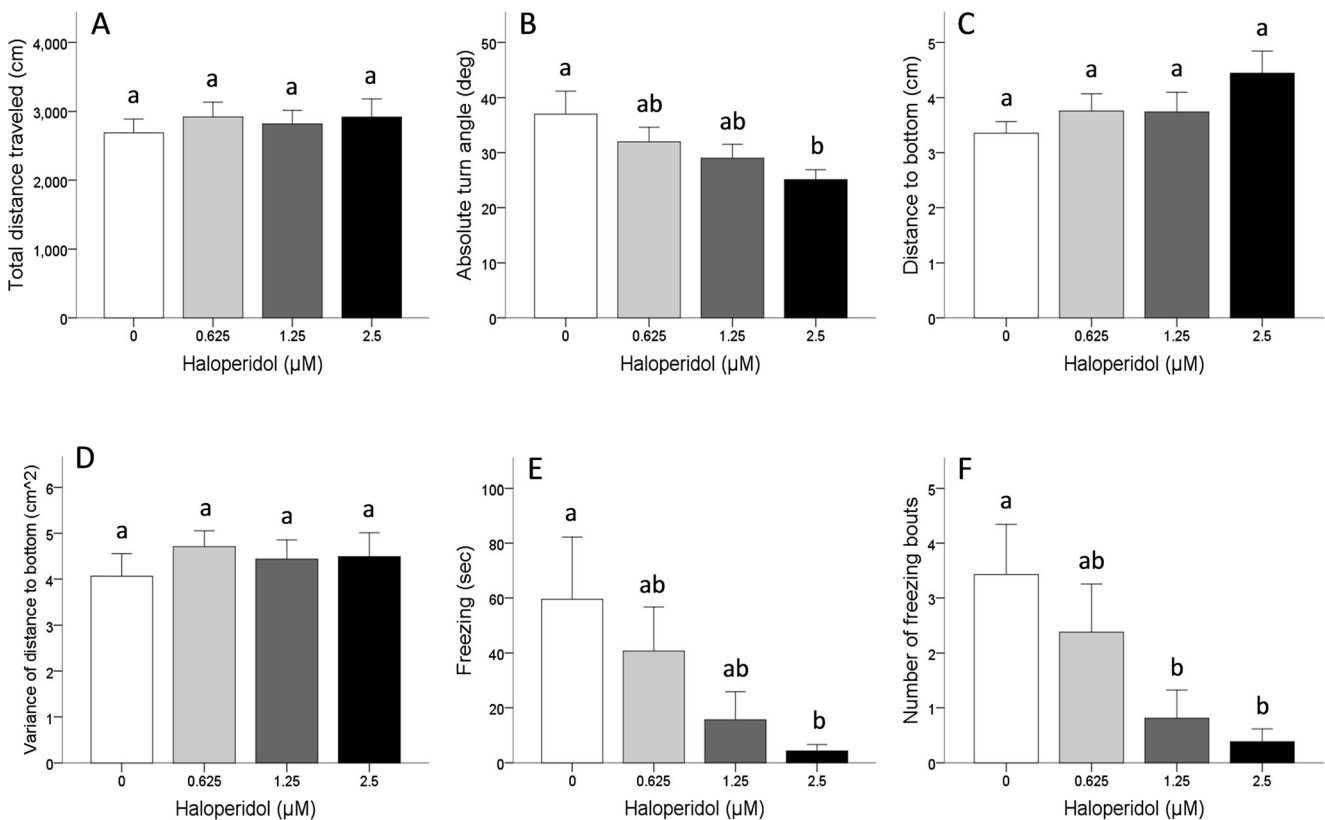 A
Total distance traveled (cm)
4,000
3,000
2,000
1,000
0
a
a
a
a
0
0.625
1.25
2.5
Haloperidol (µM)
B
Absolute turn angle (deg)
50
40
30
20
10
0
a
ab
ab
b
0
0.625
1.25
2.5
Haloperidol (µM)
C
Distance to bottom (cm)
5
4
3
2
1
0
a
a
a
a
0
0.625
1.25
2.5
Haloperidol (µM)
D
Variance of distance to bottom (cm^2)
6
5
4
3
2
1
0
a
a
a
a
0
0.625
1.25
2.5
Haloperidol (µM)
E
Freezing (sec)
100
80
60
40
20
0
a
ab
ab
b
0
0.625
1.25
2.5
Haloperidol (µM)
F
Number of freezing bouts
5
4
3
2
1
0
a
ab
b
b
0
0.625
1.25
2.5
Haloperidol (µM)